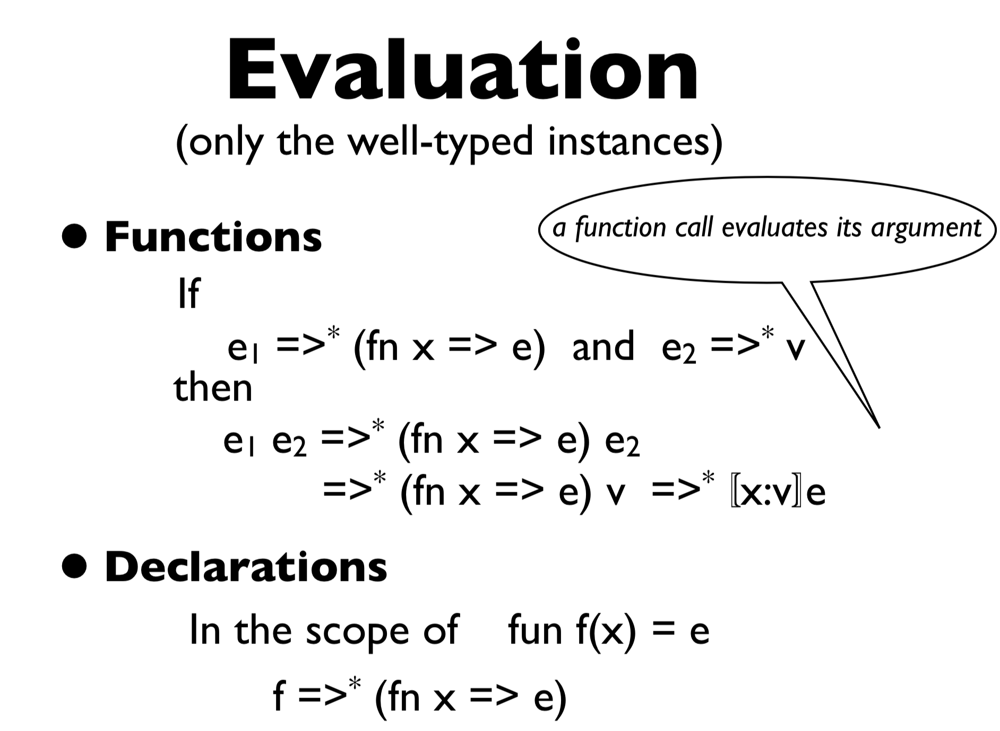 Evaluation
(only the well-typed instances)
a function call evaluates its argument
• Functions
If
e₁ =>* (fn x => e) and e₂ =>* v
then
e₁ e₂ =>* (fn x => e) e₂
=>* (fn x => e) v =>* ⟦x:v⟧e
• Declarations
In the scope of fun f(x) = e
f =>* (fn x => e)